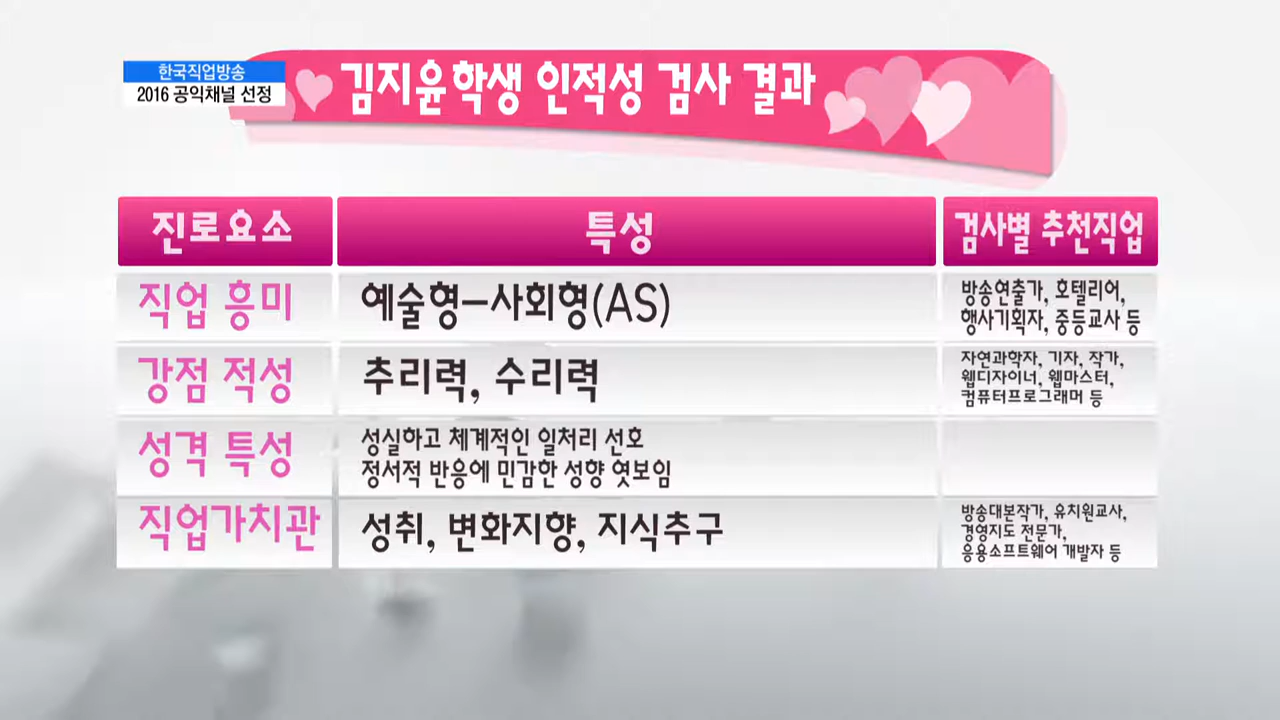 한국직업방송
2016 공익채널 선정
김지윤학생 인적성 검사 결과
진로요소
특성
검사별 추천직업
직업 흥미
예술형-사회형(AS)
방송연출가, 호텔리어,
행사기획자, 중등교사 등
강점 적성
추리력, 수리력
자연과학자, 기자, 작가,
웹디자이너, 웹마스터,
컴퓨터프로그래머 등
성격 특성
성실하고 체계적인 일처리 선호
정서적 반응에 민감한 성향 엿보임
직업가치관
성취, 변화지향, 지식추구
방송대본작가, 유치원교사,
경영지도 전문가,
응용소프트웨어 개발자 등